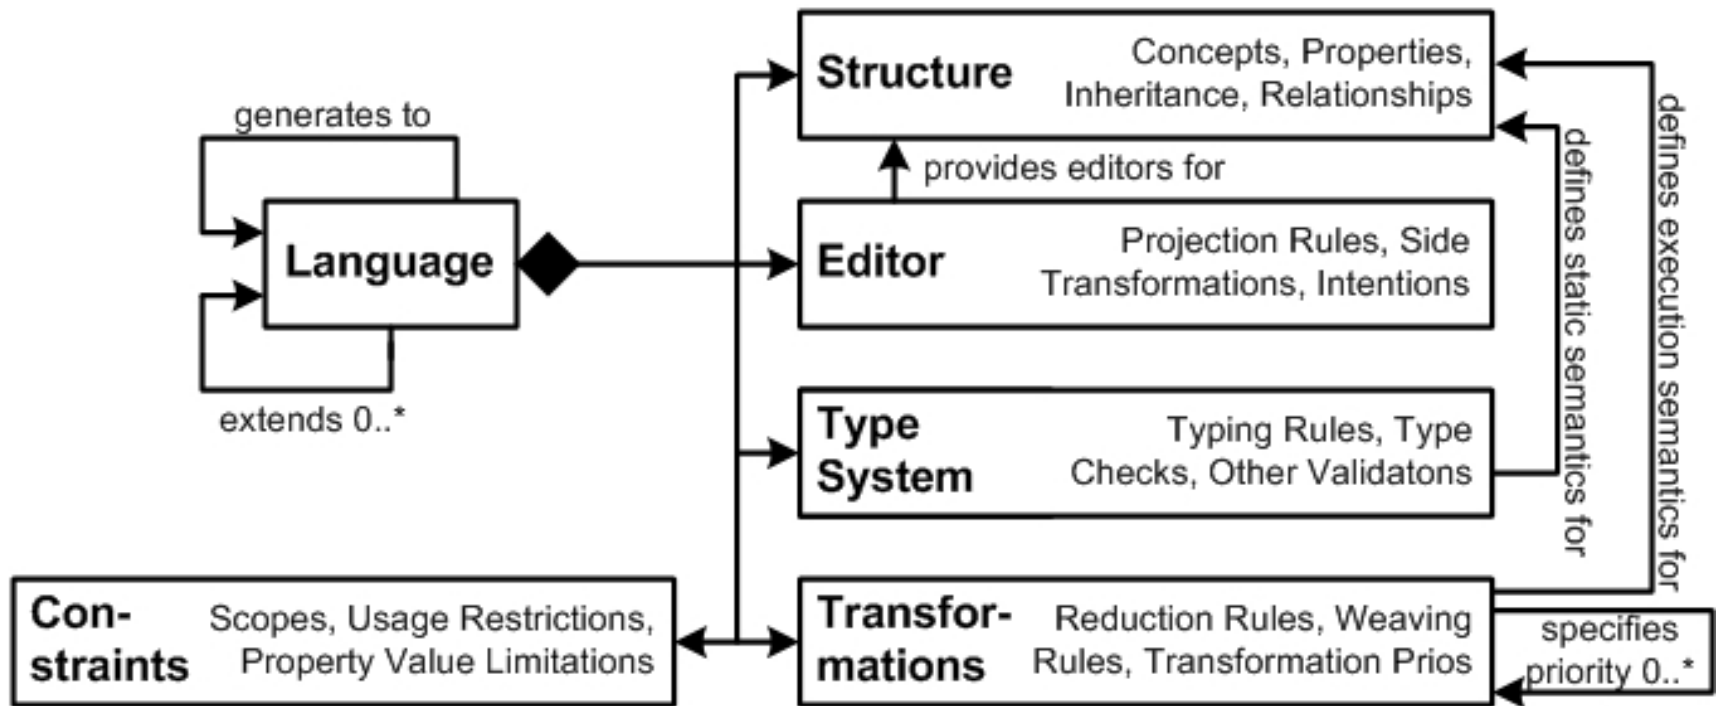 Structure
Concepts, Properties,
Inheritance, Relationships
generates to
provides editors for
Language
Editor
Projection Rules, Side
Transformations, Intentions
extends 0..*
Type
System
Typing Rules, Type
Checks, Other Validatons
defines static semantics for
defines execution semantics for
Con-
straints
Scopes, Usage Restrictions,
Property Value Limitations
Transfor-
mations
Reduction Rules, Weaving
Rules, Transformation Prios
specifies
priority 0..*